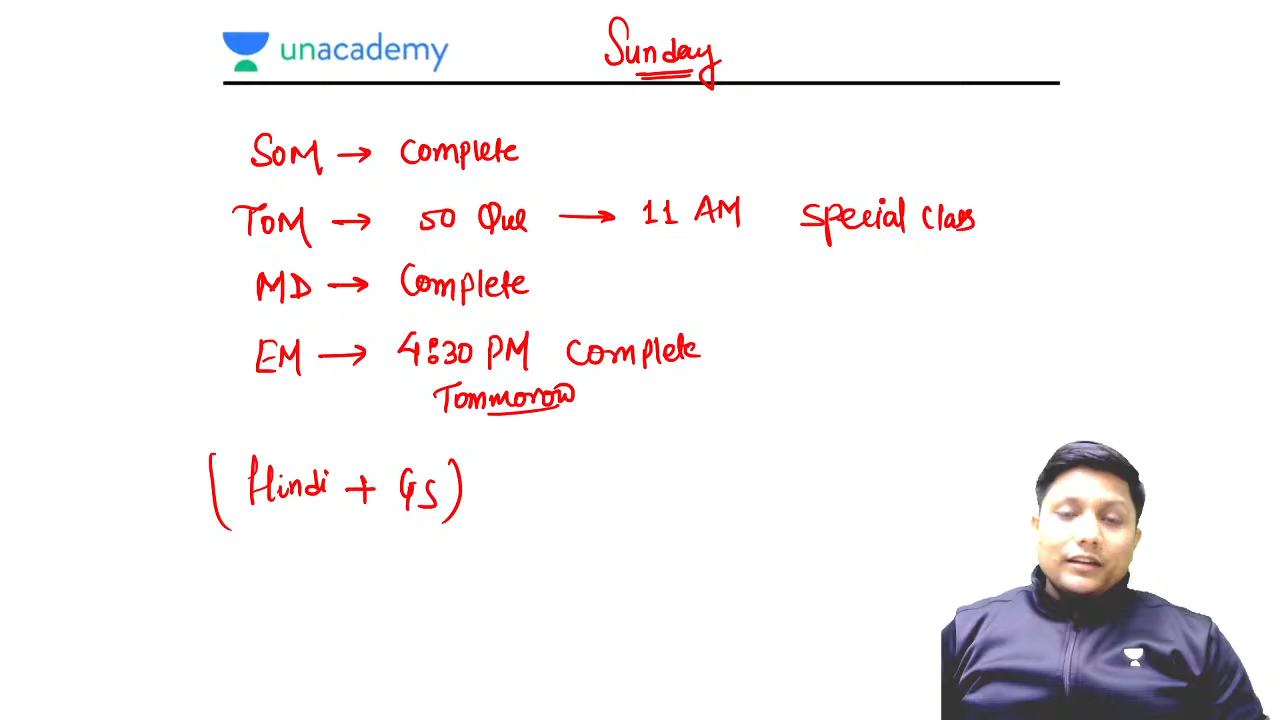 unacademy
Sunday
SOM → Complete
TOM → 50 Que → 11 AM Special Class
MD → Complete
EM → 4:30 PM Complete
Tommorow
(Hindi + GS)